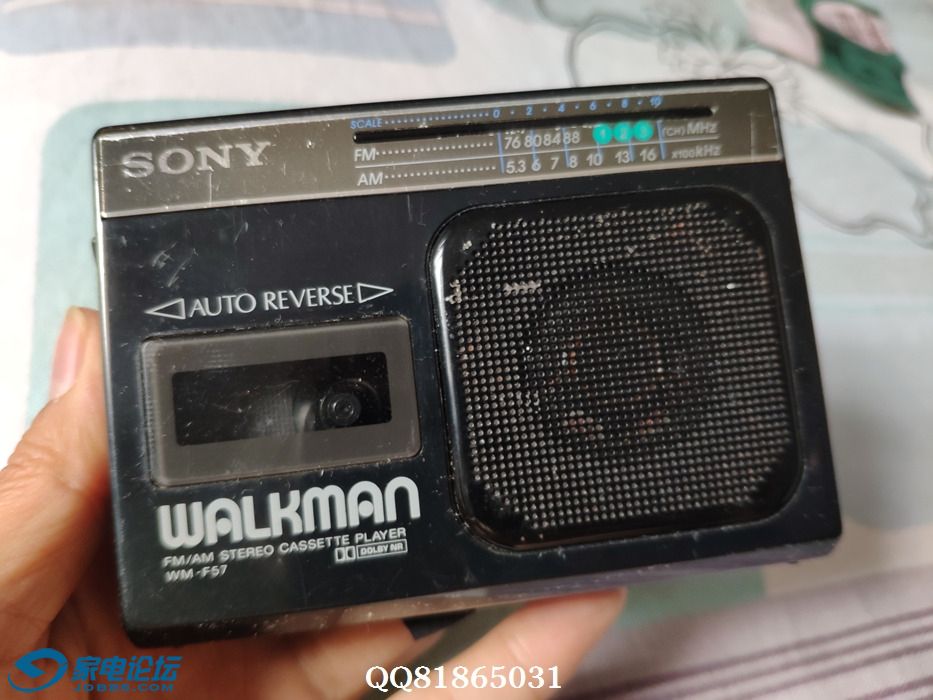 SCALE 0 2 4 6 8 10
SONY
FM 76 80 84 88 1 2 3 (CH) MHz
AM 5.3 6 7 8 10 13 16 x100kHz
AUTO REVERSE
WALKMAN
FM/AM STEREO CASSETTE PLAYER
DOLBY NR
WM-F57
家电论坛
JDBBS.COM
QQ81865031